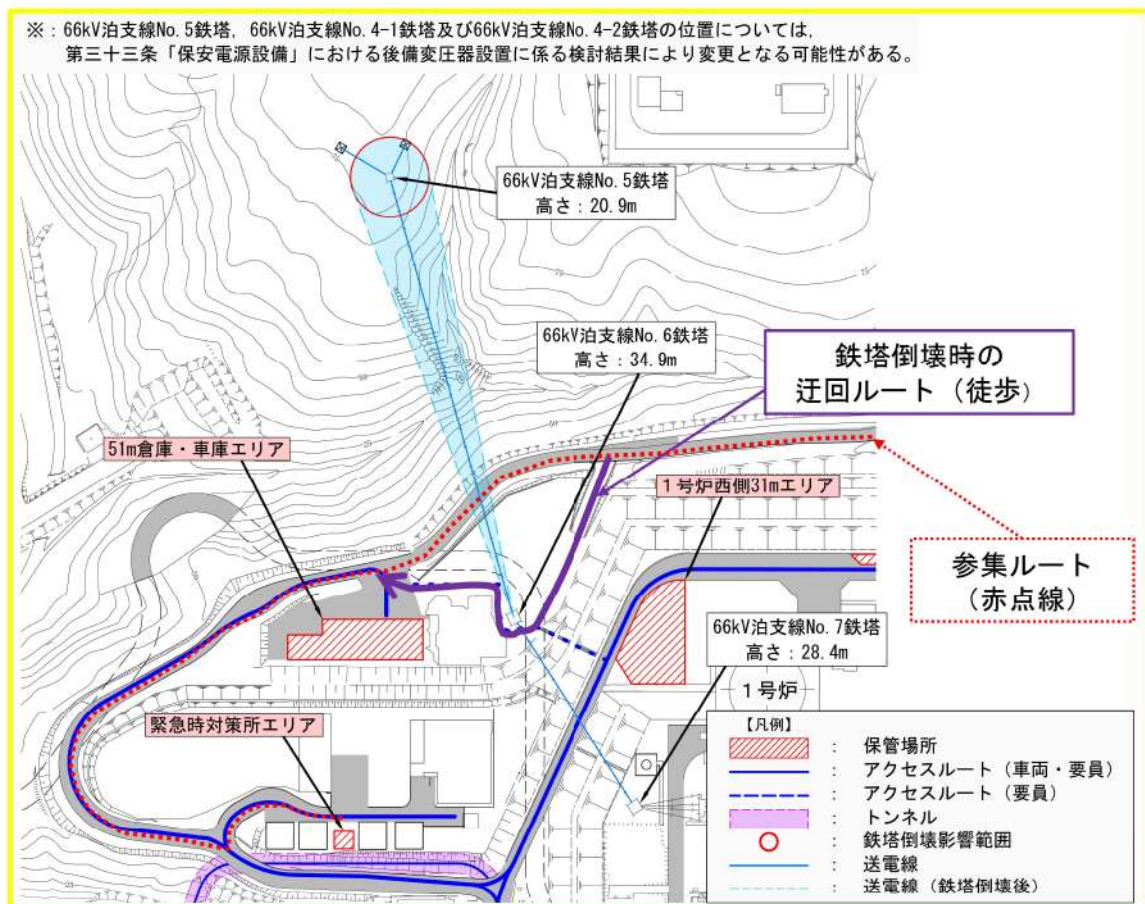 ※：66kV泊支線No.5鉄塔，66kV泊支線No.4-1鉄塔及び66kV泊支線No.4-2鉄塔の位置については，
第三十三条「保安電源設備」における後備変圧器設置に係る検討結果により変更となる可能性がある。
66kV泊支線No.5鉄塔
高さ：20.9m
66kV泊支線No.6鉄塔
高さ：34.9m
鉄塔倒壊時の
迂回ルート（徒歩）
51m倉庫・車庫エリア
1号炉西側31mエリア
参集ルート
（赤点線）
66kV泊支線No.7鉄塔
高さ：28.4m
1号炉
緊急時対策所エリア
【凡例】
： 保管場所
： アクセスルート（車両・要員）
： アクセスルート（要員）
： トンネル
： 鉄塔倒壊影響範囲
： 送電線
： 送電線（鉄塔倒壊後）